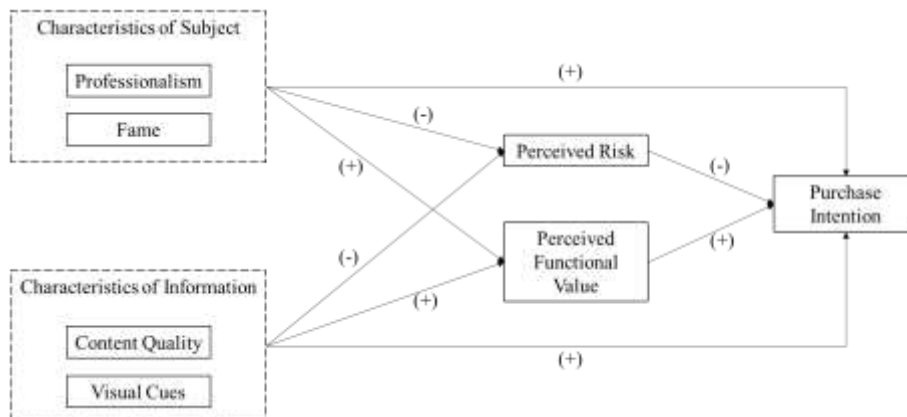 Characteristics of Subject
Professionalism
Fame
(+)
(-)
(+)
Perceived Risk
(-)
Purchase
Intention
Perceived
Functional
Value
(+)
(-)
(+)
Characteristics of Information
Content Quality
Visual Cues
(+)